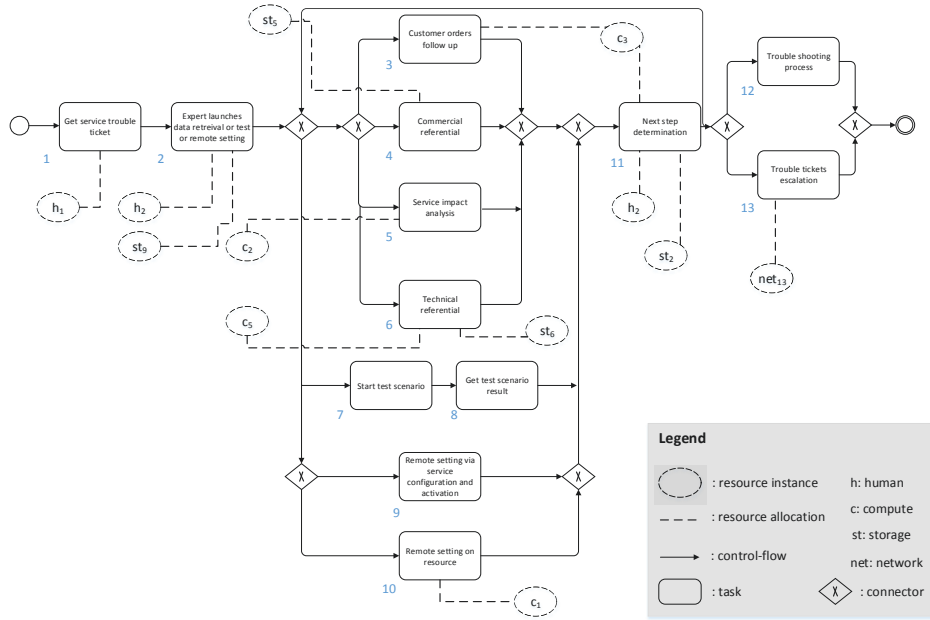 st5
Customer orders
follow up
c3
3
Trouble shooting
process
12
Get service trouble
ticket
1
Expert launches
data retreival or test
or remote setting
2
X
X
Commercial
referential
4
X
X
Next step
determination
11
X
X
Trouble tickets
escalation
13
h1
h2
st9
c2
Service impact
analysis
5
h2
st2
net13
c5
Technical
referential
6
st6
Start test scenario
7
Get test scenario
result
8
X
Remote setting via
service
configuration and
activation
9
X
Remote setting on
resource
10
c1
Legend
: resource instance
h: human
c: compute
: resource allocation
st: storage
: control-flow
net: network
: task
X
: connector